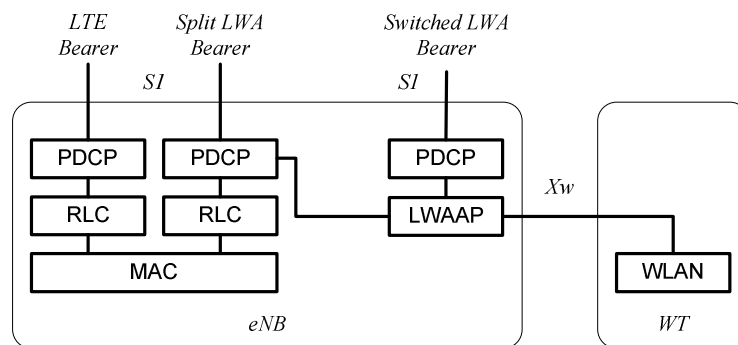 LTE Bearer
Split LWA Bearer
Switched LWA Bearer
S1
S1
PDCP
PDCP
PDCP
Xw
RLC
RLC
LWAAP
MAC
WLAN
eNB
WT